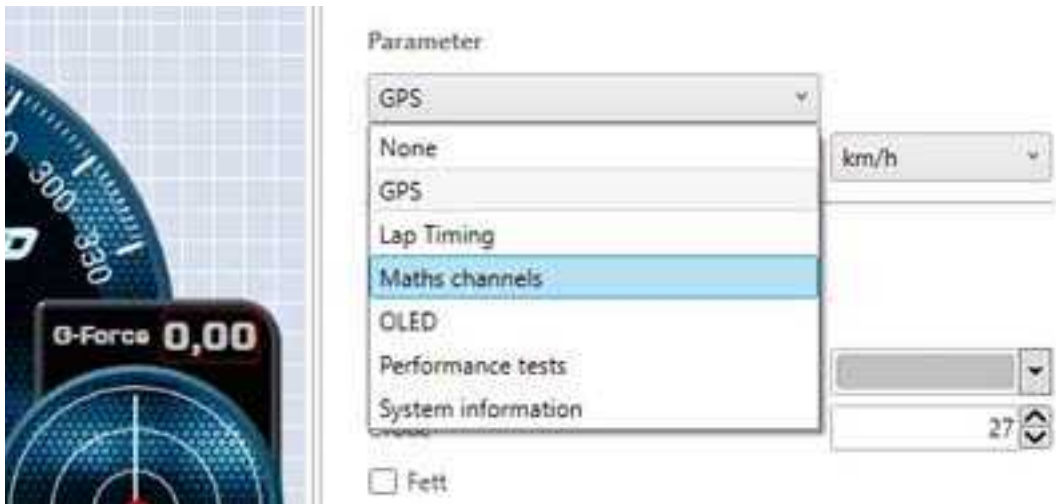 Parameter
GPS
None
km/h
GPS
Lap Timing
Maths channels
OLED
Performance tests
System information
27
Fett
300
330
G-Force 0,00